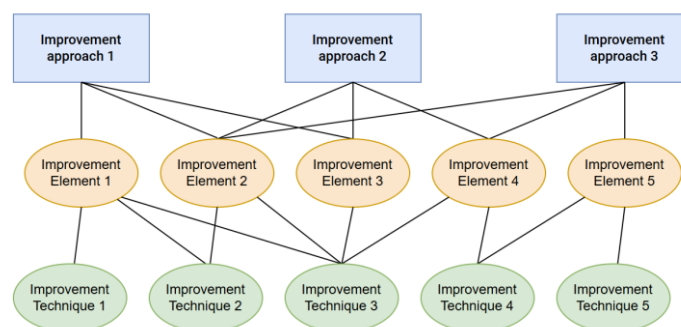 Improvement
approach 1
Improvement
approach 2
Improvement
approach 3
Improvement
Element 1
Improvement
Element 2
Improvement
Element 3
Improvement
Element 4
Improvement
Element 5
Improvement
Technique 1
Improvement
Technique 2
Improvement
Technique 3
Improvement
Technique 4
Improvement
Technique 5